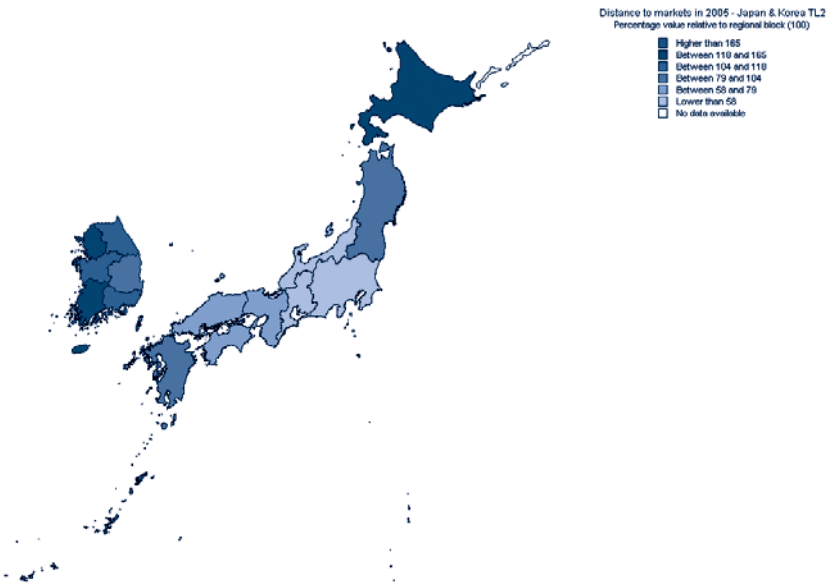 Distance to markets in 2005 - Japan & Korea TL2
Percentage value relative to regional block (100)
Higher than 165
Between 118 and 165
Between 104 and 118
Between 79 and 104
Between 58 and 79
Lower than 58
No data available